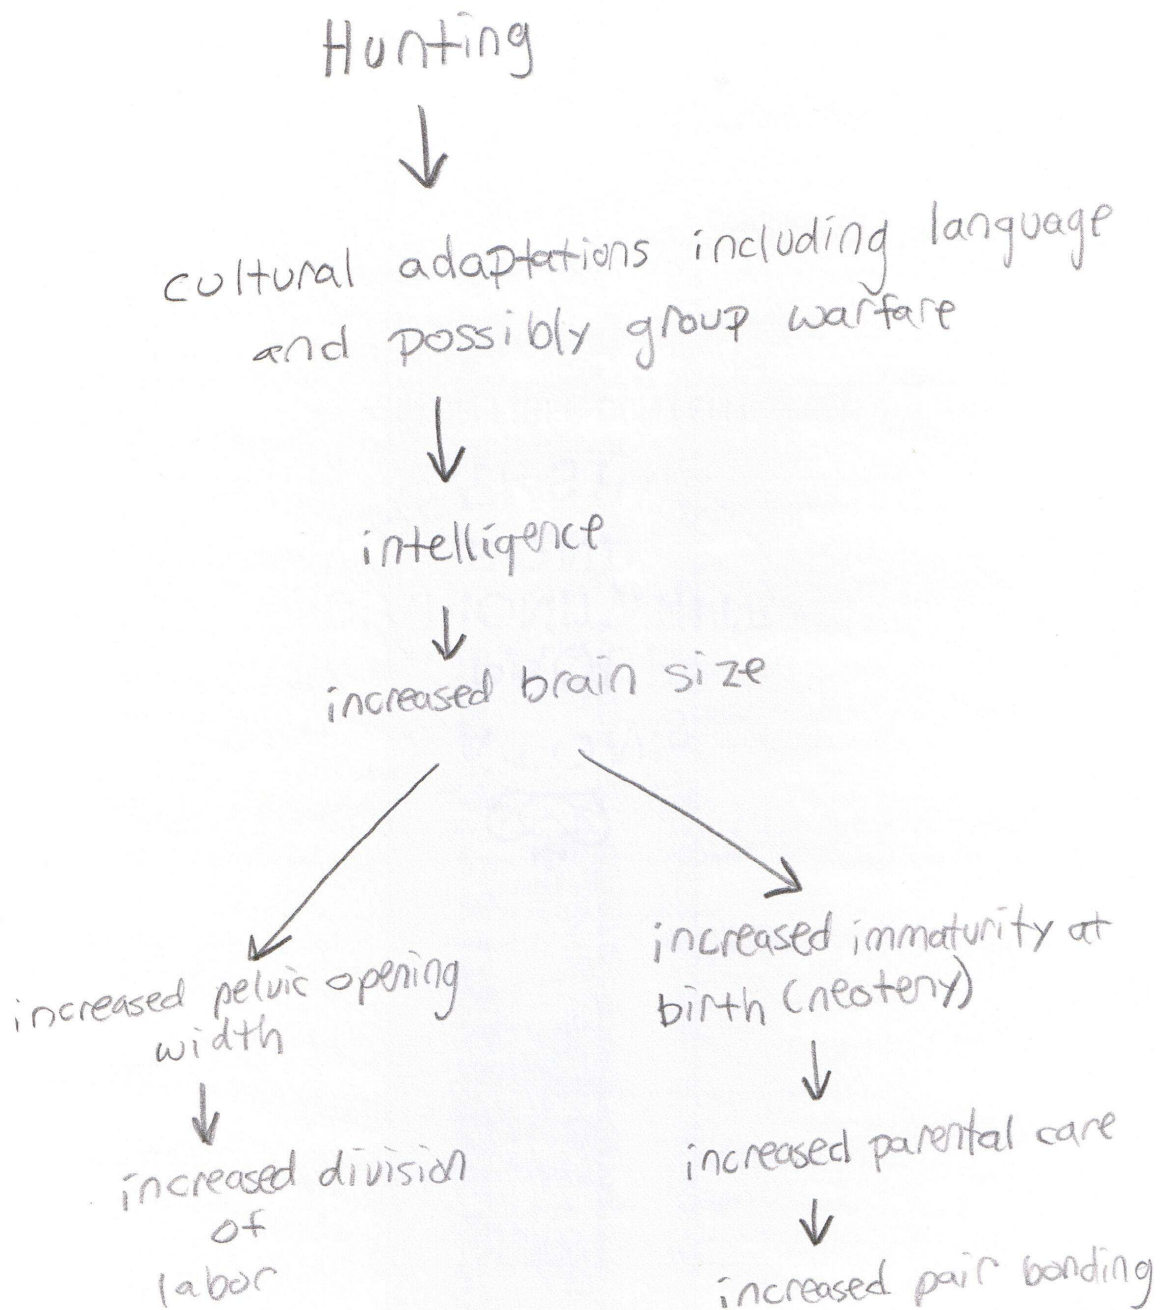 Hunting
cultural adaptations including language
and possibly group warfare
intelligence
increased brain size
increased pelvic opening
width
increased division
of
labor
increased immaturity at
birth (neoteny)
increased parental care
increased pair bonding